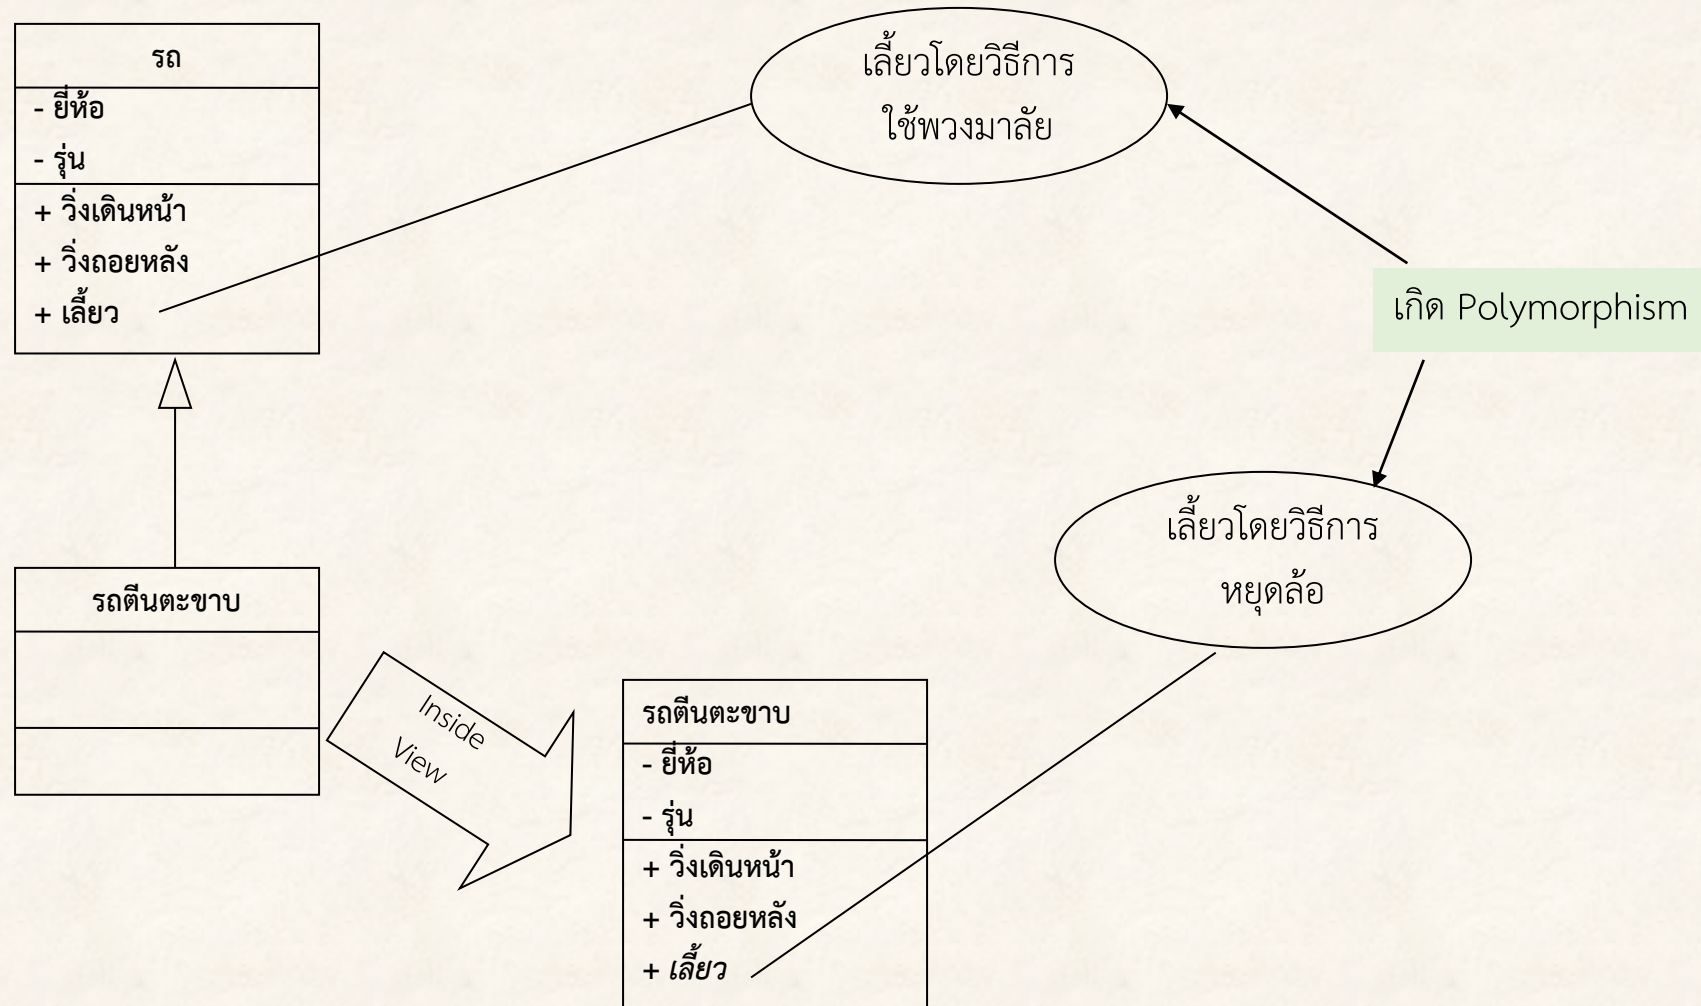 รถ
- ยี่ห้อ
- รุ่น
+ วิ่งเดินหน้า
+ วิ่งถอยหลัง
+ เลี้ยว
เลี้ยวโดยวิธีการ
ใช้พวงมาลัย
เกิด Polymorphism
เลี้ยวโดยวิธีการ
หยุดล้อ
รถตีนตะขาบ
Inside
View
รถตีนตะขาบ
- ยี่ห้อ
- รุ่น
+ วิ่งเดินหน้า
+ วิ่งถอยหลัง
+ เลี้ยว